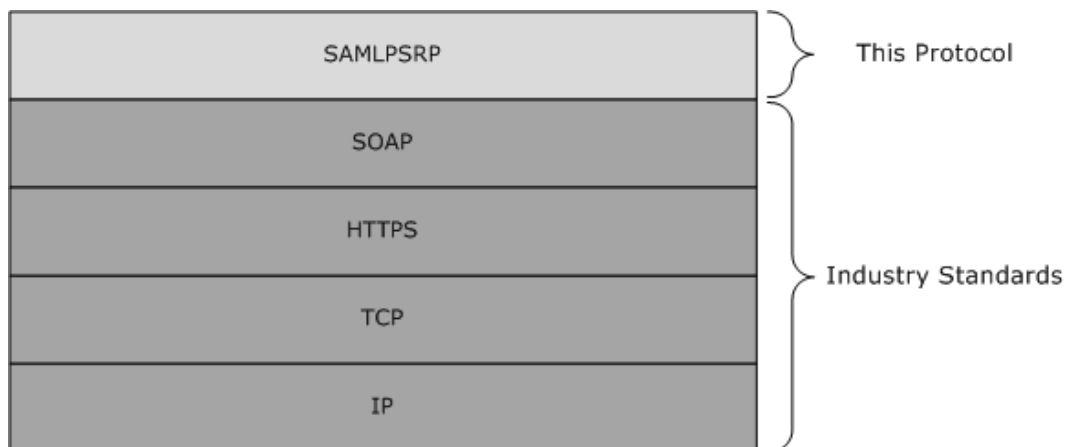 SAMLPSRP
This Protocol
SOAP
HTTPS
Industry Standards
TCP
IP